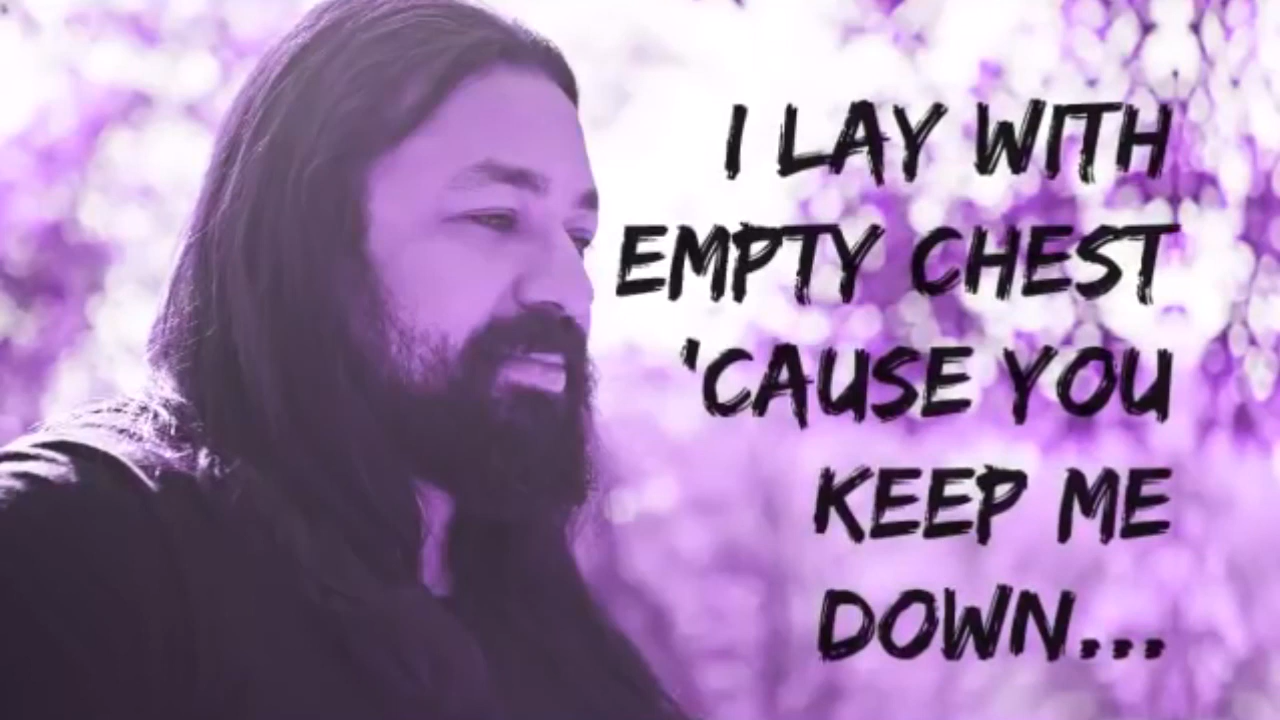 I LAY WITH
EMPTY CHEST
'CAUSE YOU
KEEP ME
DOWN...